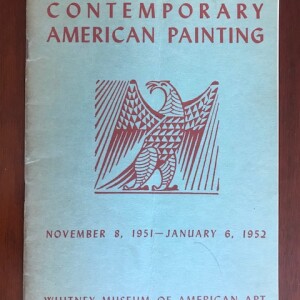 CONTEMPORARY
AMERICAN PAINTING
NOVEMBER 8, 1951—JANUARY 6, 1952
WHITNEY MUSEUM OF AMERICAN ART